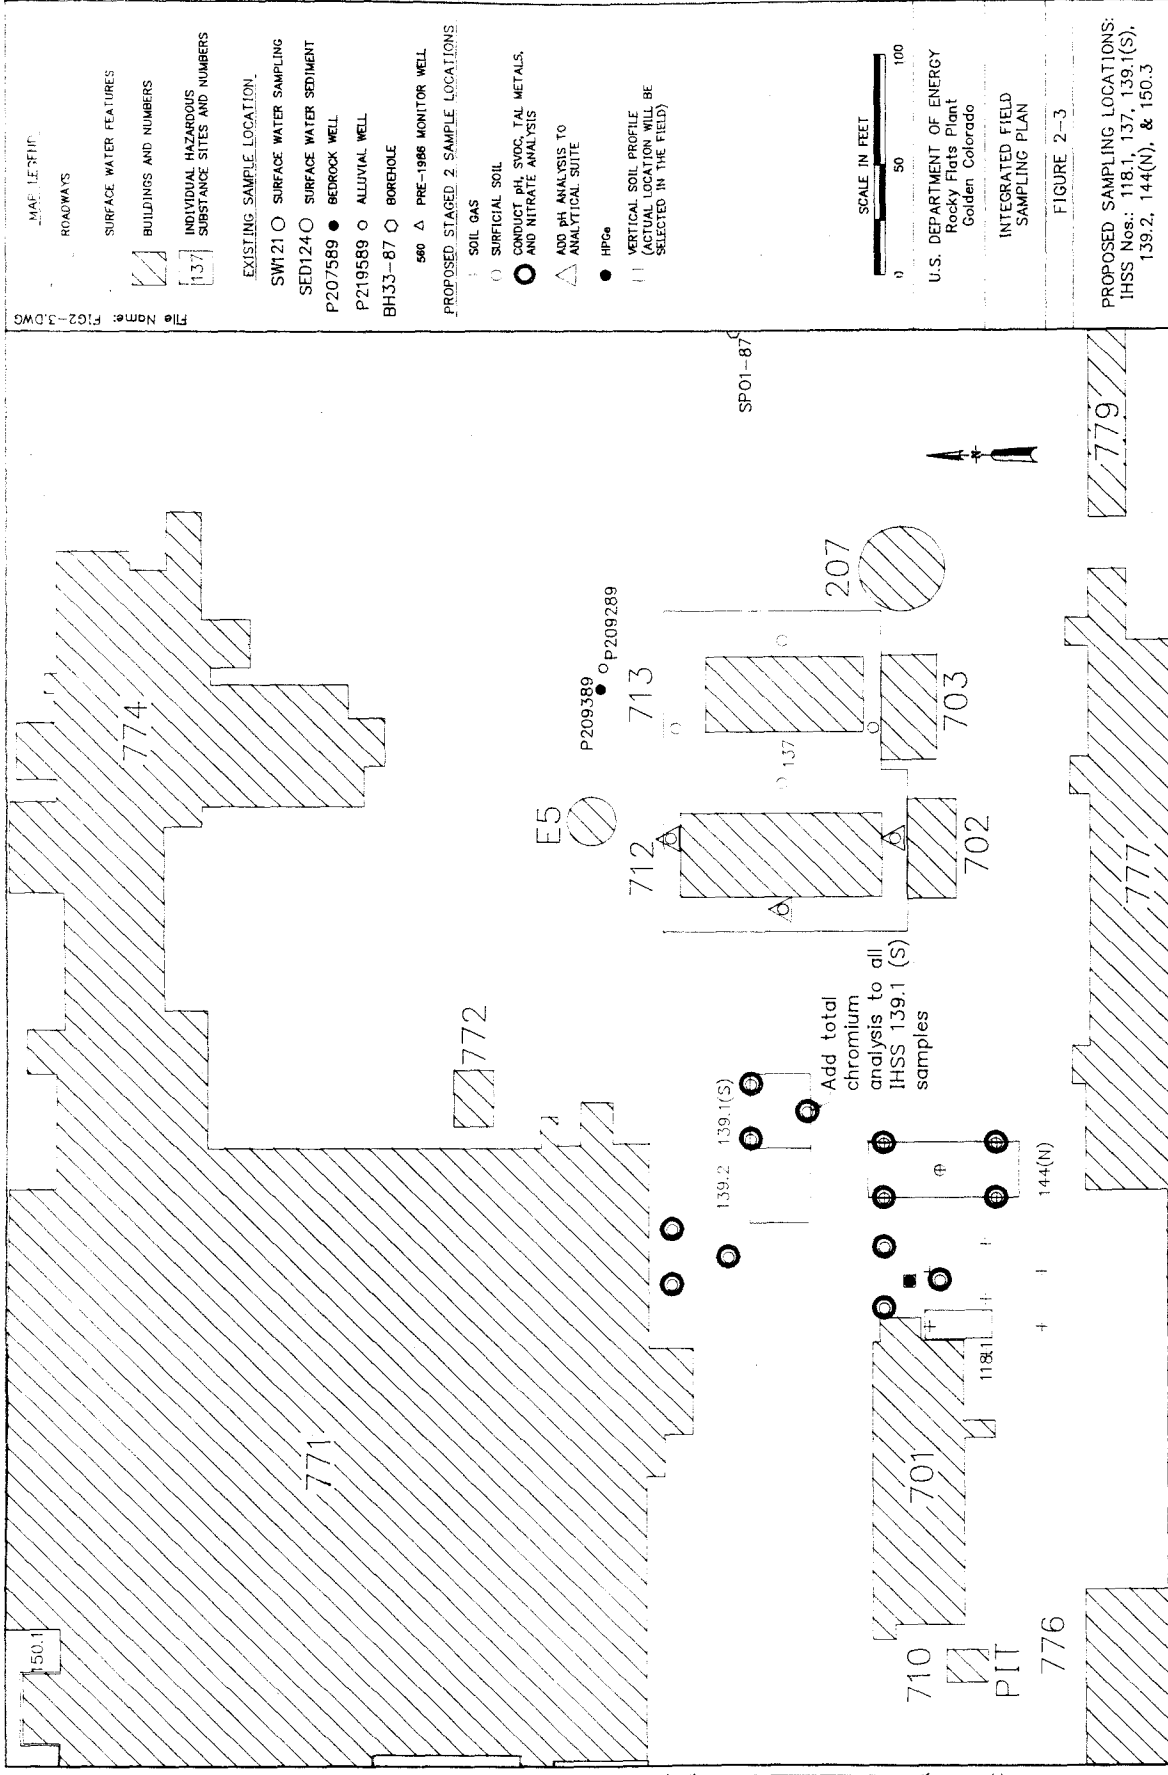 MAP LEGEND
ROADWAYS
SURFACE WATER FEATURES
BUILDINGS AND NUMBERS
137
INDIVIDUAL HAZARDOUS
SUBSTANCE SITES AND NUMBERS
EXISTING SAMPLE LOCATION
SW121 SURFACE WATER SAMPLING
SED124 SURFACE WATER SEDIMENT
P207589 BEDROCK WELL
P219589 ALLUVIAL WELL
BH33-87 BOREHOLE
560 PRE-1986 MONITOR WELL
PROPOSED STAGED 2 SAMPLE LOCATIONS
SOIL GAS
SURFICIAL SOIL
CONDUCT pH, SVOC, TAL METALS,
AND NITRATE ANALYSIS
ADD pH ANALYSIS TO
ANALYTICAL SUITE
HPGe
VERTICAL SOIL PROFILE
(ACTUAL LOCATION WILL BE
SELECTED IN THE FIELD)
SCALE IN FEET
0 50 100
U.S. DEPARTMENT OF ENERGY
Rocky Flats Plant
Golden Colorado
INTEGRATED FIELD
SAMPLING PLAN
FIGURE 2-3
PROPOSED SAMPLING LOCATIONS:
IHSS Nos.: 118.1, 137, 139.1(S),
139.2, 144(N), & 150.3
File Name: FIG2-3.DWG
150.1
771
774
772
E5
P209389
P209289
SP01-87
712
713
137
207
702
703
139.2
139.1(S)
Add total
chromium
analysis to all
IHSS 139.1 (S)
samples
N
701
118.1
144(N)
710
PIT
776
777
779